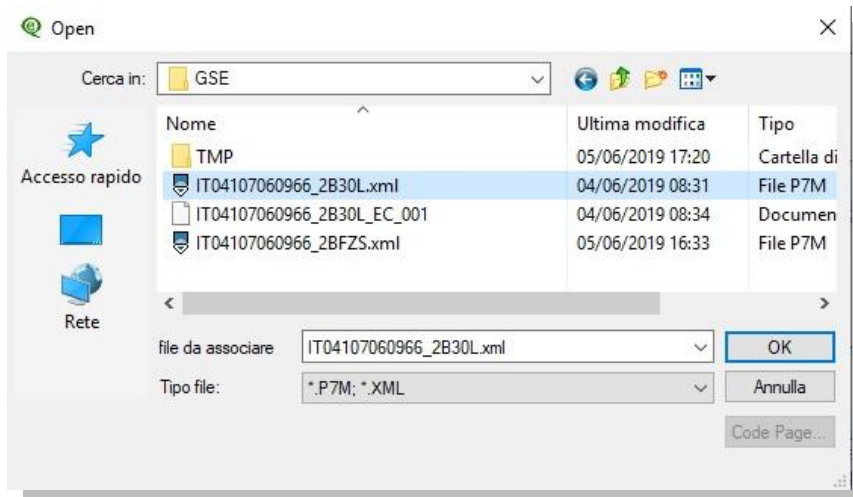 Open
Cerca in: GSE
Nome Ultima modifica Tipo
TMP 05/06/2019 17:20 Cartella di
IT04107060966_2B30L.xml 04/06/2019 08:31 File P7M
IT04107060966_2B30L_EC_001 04/06/2019 08:34 Documen
IT04107060966_2BFZS.xml 05/06/2019 16:33 File P7M
Accesso rapido
Rete
file da associare IT04107060966_2B30L.xml OK
Tipo file: *.P7M; *.XML Annulla
Code Page...